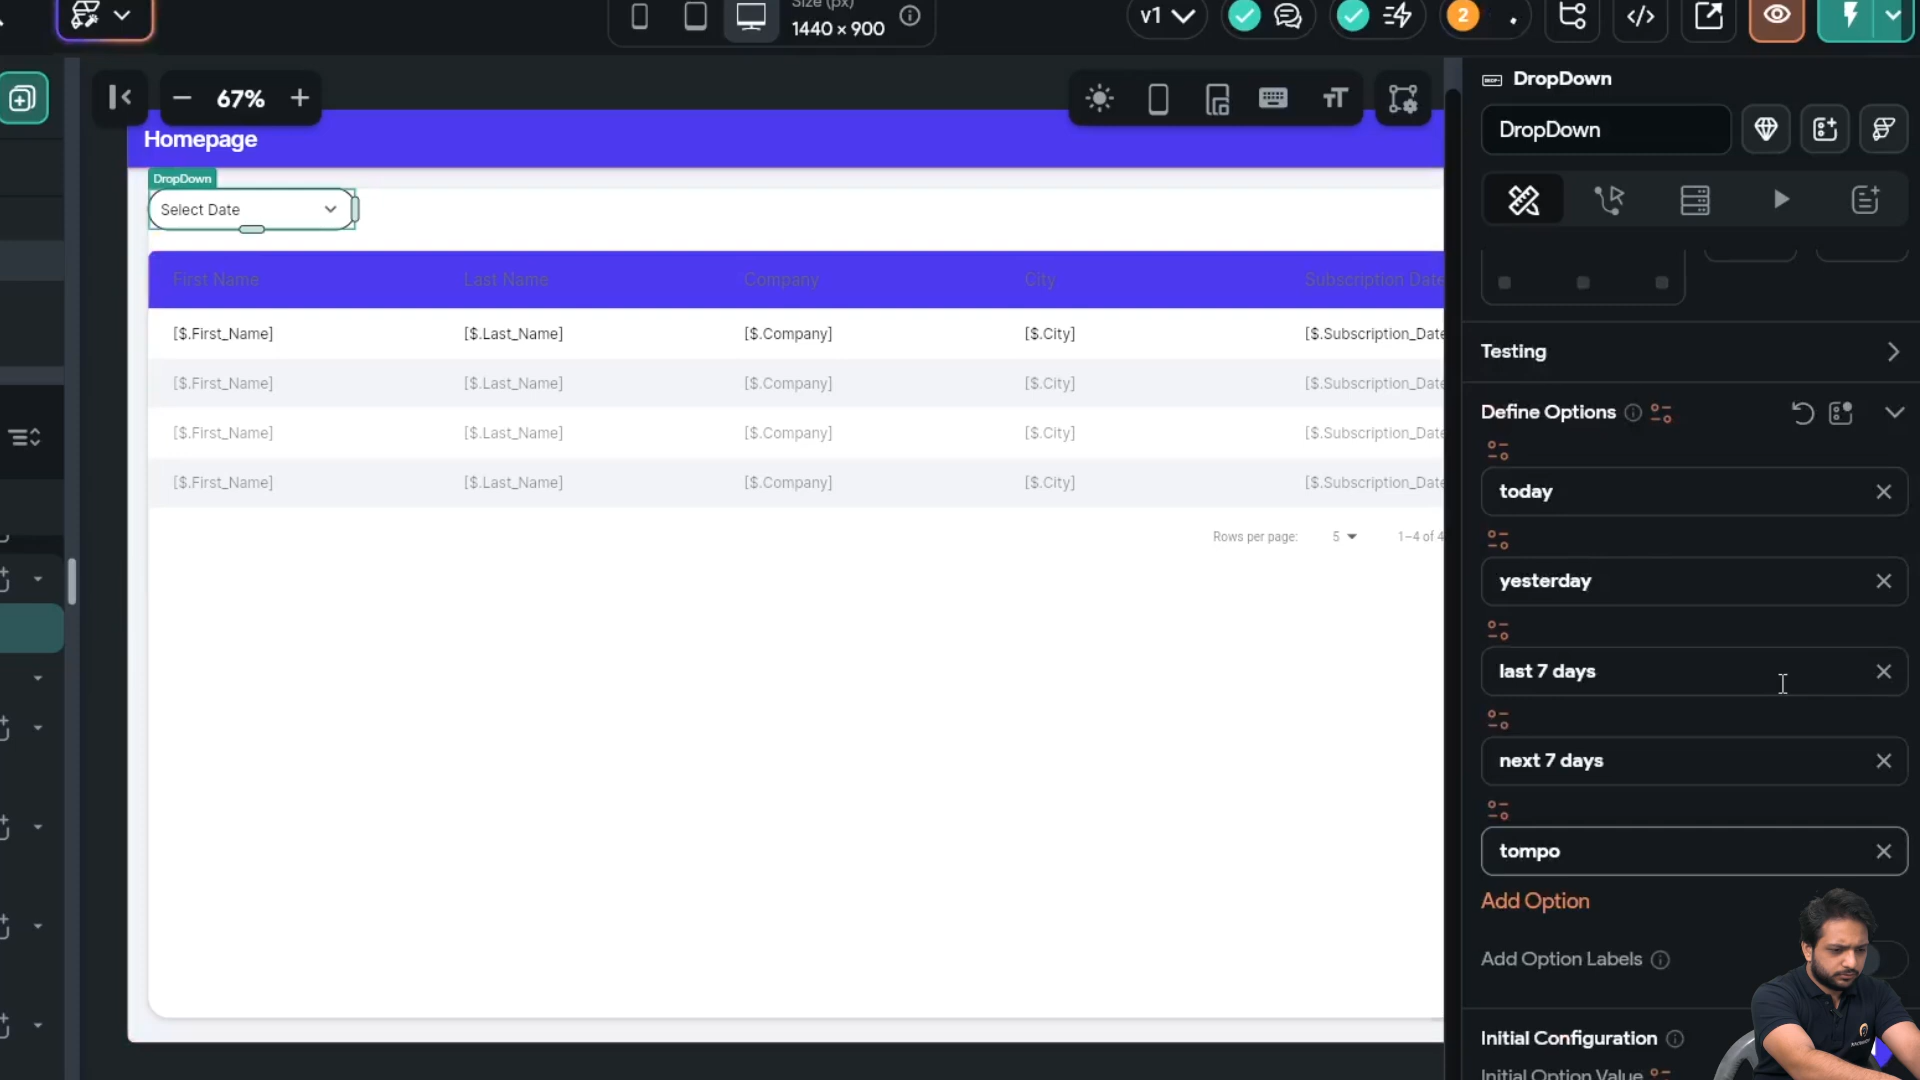 Size (px)
1440 × 900
v1
2
67%
Homepage
DropDown
Select Date
First Name Last Name Company City Subscription Date
[$.First_Name] [$.Last_Name] [$.Company] [$.City] [$.Subscription_Date
[$.First_Name] [$.Last_Name] [$.Company] [$.City] [$.Subscription_Date
[$.First_Name] [$.Last_Name] [$.Company] [$.City] [$.Subscription_Date
[$.First_Name] [$.Last_Name] [$.Company] [$.City] [$.Subscription_Date
Rows per page: 5 1–4 of 4
DropDown
DropDown
Testing
Define Options
today
yesterday
last 7 days
next 7 days
tompo
Add Option
Add Option Labels
Initial Configuration
Initial Option Value